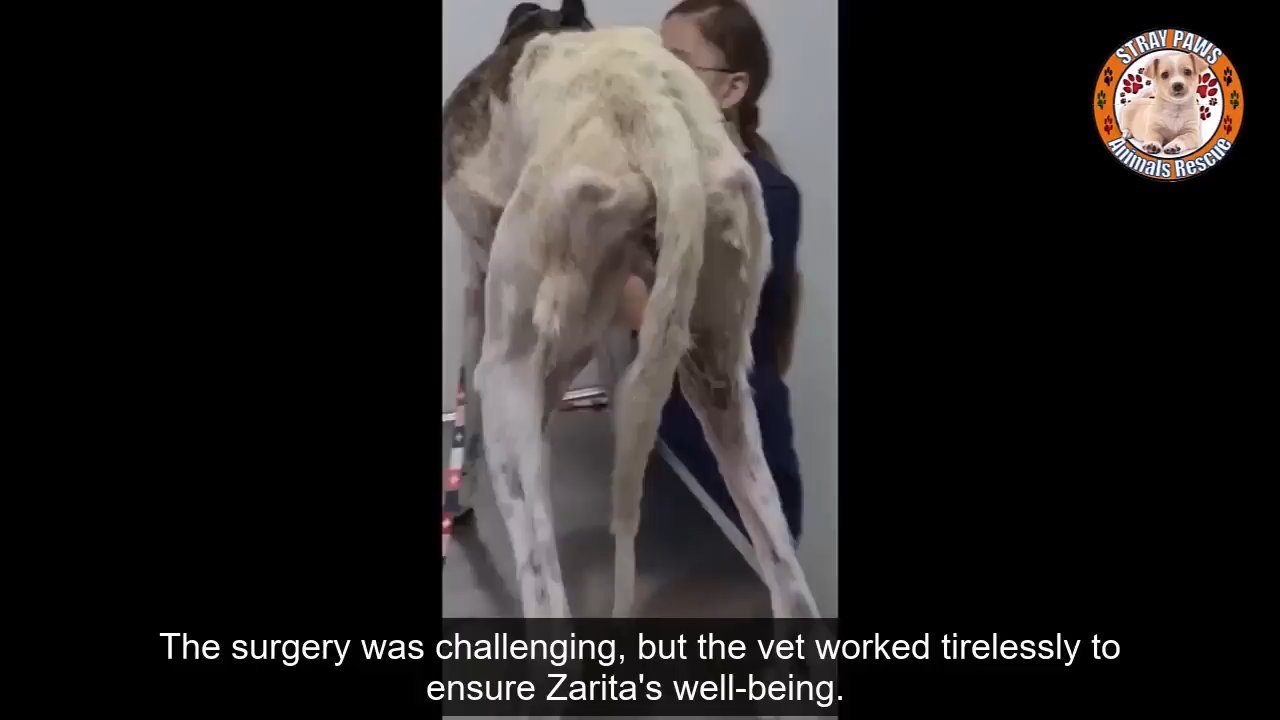 STRAY PAWS
Animals Rescue
The surgery was challenging, but the vet worked tirelessly to
ensure Zarita's well-being.